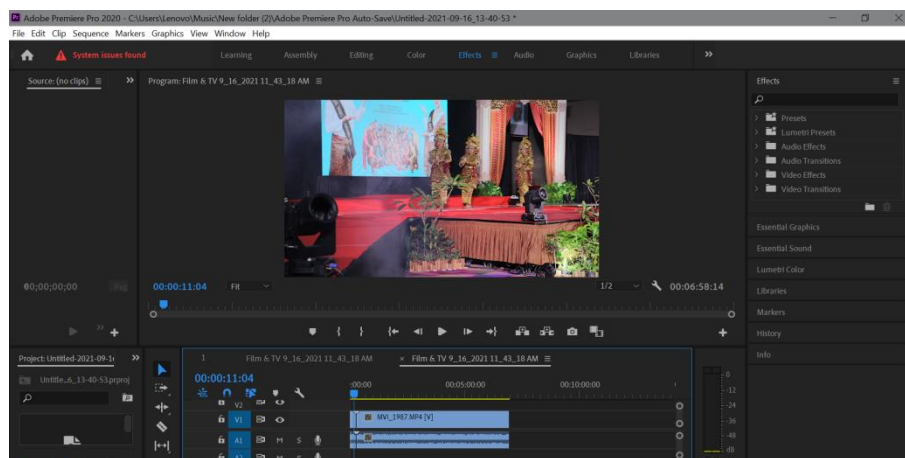 Adobe Premiere Pro 2020 - C:\Users\Lenovo\Music\New folder (2)\Adobe Premiere Pro Auto-Save\Untitled-2021-09-16_13-40-53 *
File Edit Clip Sequence Markers Graphics View Window Help
System issues found
Learning Assembly Editing Color Effects Audio Graphics Libraries
Source: (no clips)
Program: Film & TV 9_16_2021 11_43_18 AM
Effects
Presets
Lumetri Presets
Audio Effects
Audio Transitions
Video Effects
Video Transitions
Essential Graphics
Essential Sound
Lumetri Color
Libraries
Markers
History
Info
00;00;00;00
00:00:11:04 Fit 1/2 00:06:58:14
Project: Untitled-2021-09-1
Untitle..6_13-40-53.prproj
1 Film & TV 9_16_2021 11_43_18 AM × Film & TV 9_16_2021 11_43_18 AM
00:00:11:04
:00:00 00:05:00:00 00:10:00:00
V2
V1 MVI_1987.MP4 [V]
A1 M S
A2 M S
0
-12
-24
-36
-48
dB